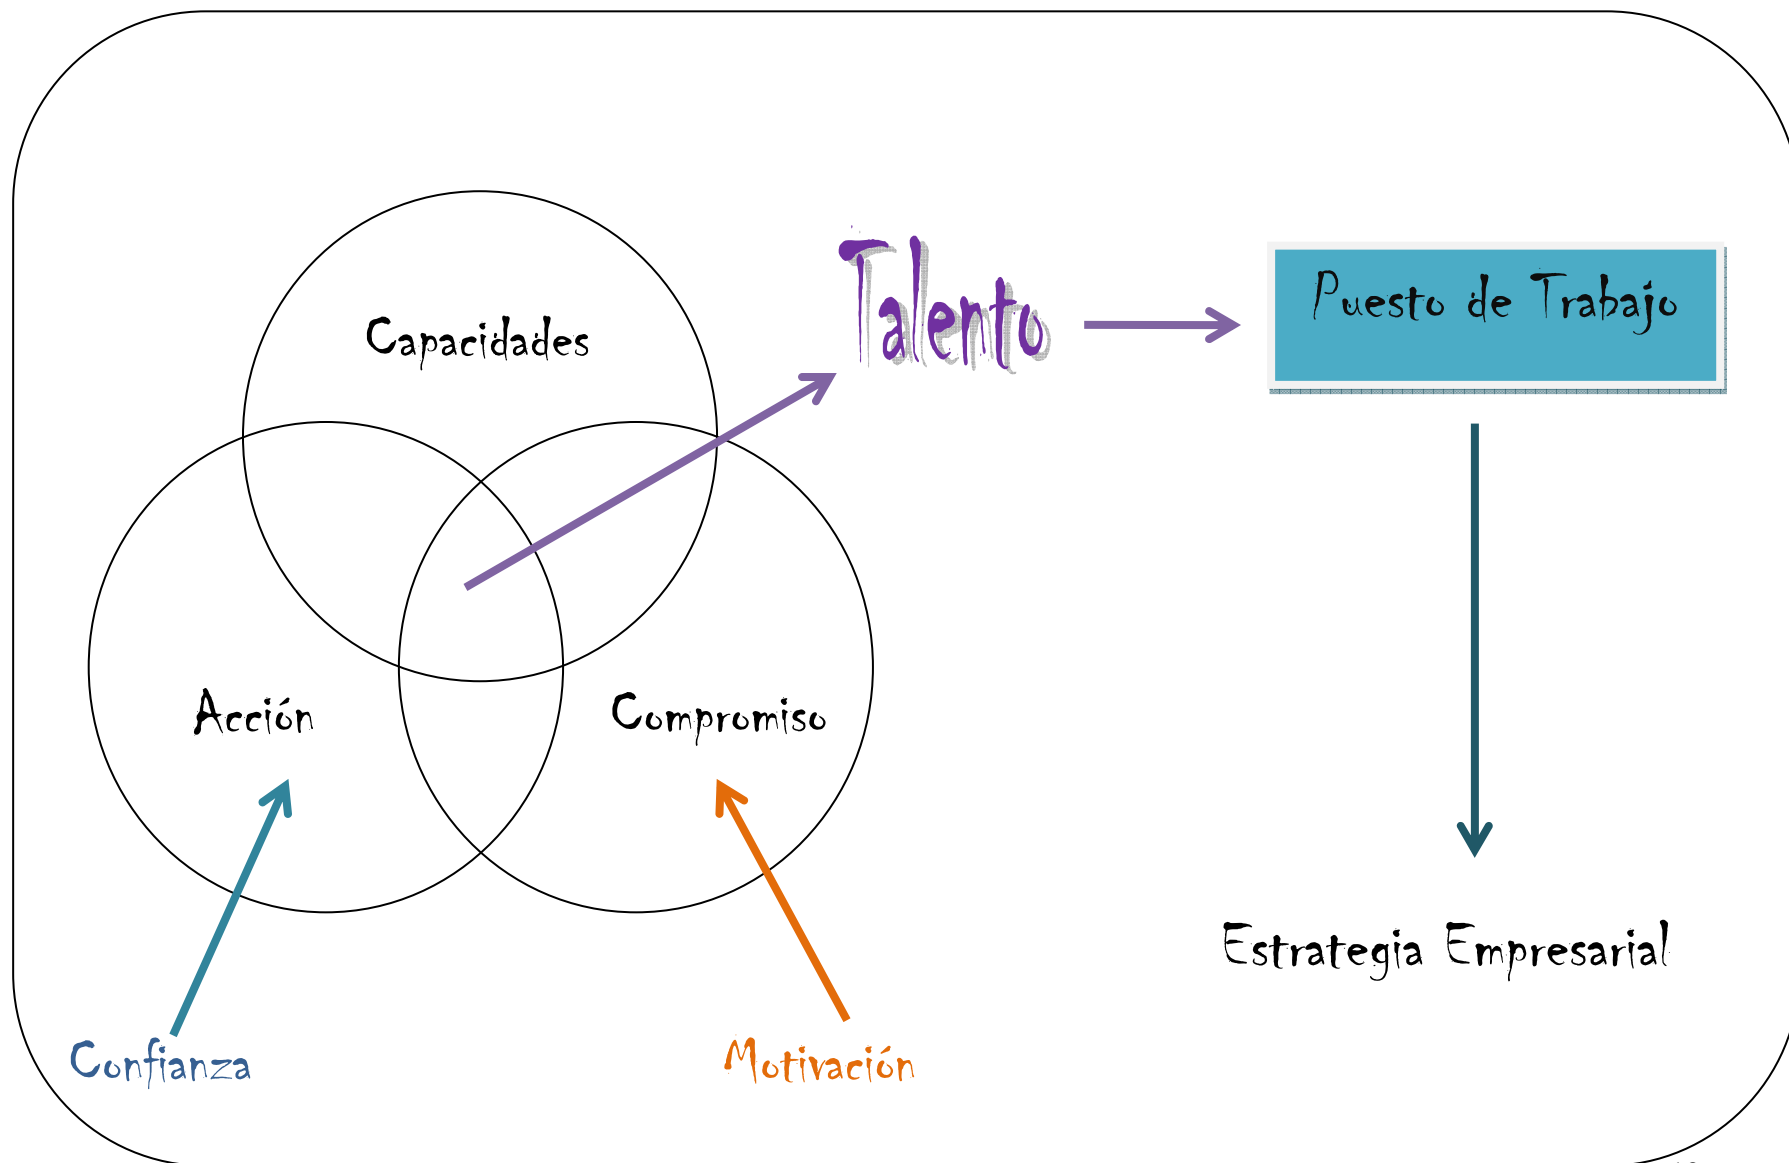 Talento
Puesto de Trabajo
Capacidades
Acción
Compromiso
Estrategia Empresarial
Confianza
Motivación